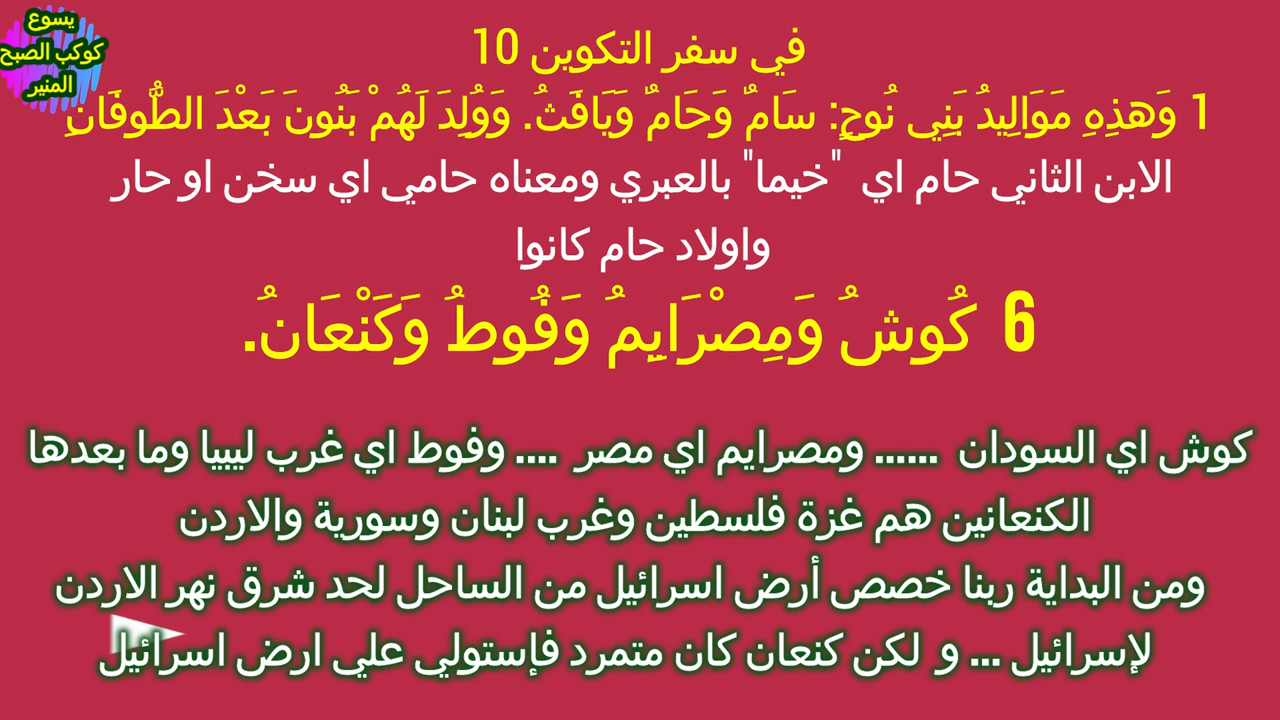 يسوع
كوكب الصبح
المنير
في سفر التكوين 10
1 وَهذِهِ مَوَالِيدُ بَنِي نُوحٍ: سَامٌ وَحَامٌ وَيَافَثُ. وَوُلِدَ لَهُمْ بَنُونَ بَعْدَ الطُّوفَانِ
الابن الثاني حام اي "خيما" بالعبري ومعناه حامي اي سخن او حار
واولاد حام كانوا
6 كُوشُ وَمِصْرَايِمُ وَفُوطُ وَكَنْعَانُ.
كوش اي السودان ...... ومصرايم اي مصر .... وفوط اي غرب ليبيا وما بعدها
الكنعانين هم غزة فلسطين وغرب لبنان وسورية والاردن
ومن البداية ربنا خصص أرض اسرائيل من الساحل لحد شرق نهر الاردن
لإسرائيل ... و لكن كنعان كان متمرد فإستولي علي ارض اسرائيل